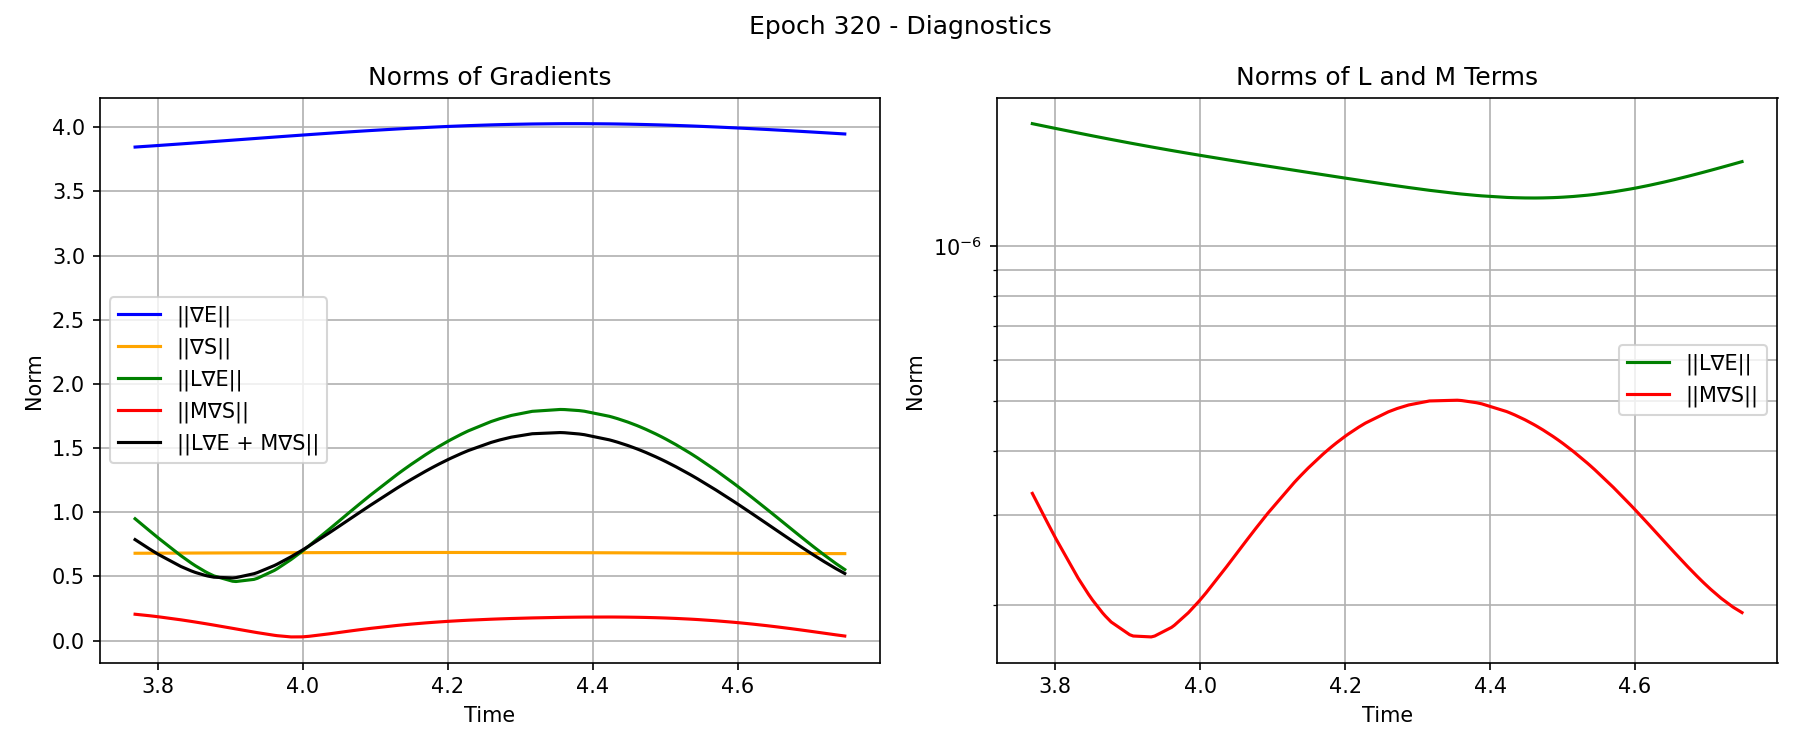 Epoch 320 - Diagnostics
Norms of Gradients
Norm
4.0
3.5
3.0
2.5
2.0
1.5
1.0
0.5
0.0
||∇E||
||∇S||
||L∇E||
||M∇S||
||L∇E + M∇S||
3.8 4.0 4.2 4.4 4.6
Time
Norms of L and M Terms
Norm
10⁻⁶
||L∇E||
||M∇S||
3.8 4.0 4.2 4.4 4.6
Time